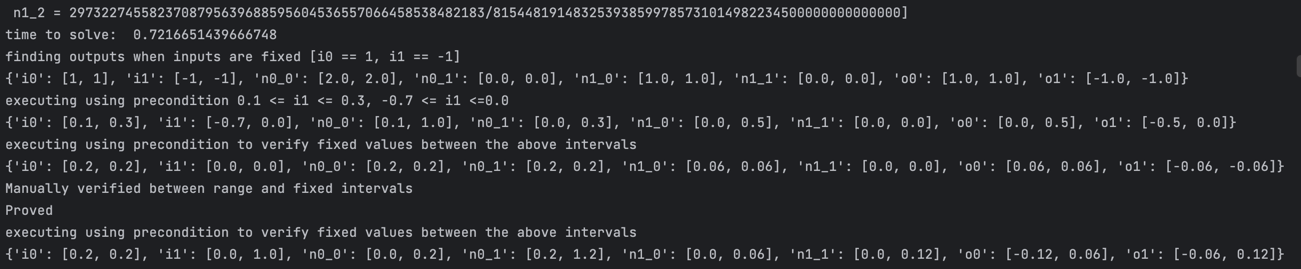 n1_2 = 297322745582370879563968859560453655706645853848218​3/815448191483253938599785731014982234500000000000000]
time to solve:  0.7216651439666748
finding outputs when inputs are fixed [i0 == 1, i1 == -1]
{'i0': [1, 1], 'i1': [-1, -1], 'n0_0': [2.0, 2.0], 'n0_1': [0.0, 0.0], 'n1_0': [1.0, 1.0], 'n1_1': [0.0, 0.0], 'o0': [1.0, 1.0], 'o1': [-1.0, -1.0]}
executing using precondition 0.1 <= i1 <= 0.3, -0.7 <= i1 <=0.0
{'i0': [0.1, 0.3], 'i1': [-0.7, 0.0], 'n0_0': [0.1, 1.0], 'n0_1': [0.0, 0.3], 'n1_0': [0.0, 0.5], 'n1_1': [0.0, 0.0], 'o0': [0.0, 0.5], 'o1': [-0.5, 0.0]}
executing using precondition to verify fixed values between the above intervals
{'i0': [0.2, 0.2], 'i1': [0.0, 0.0], 'n0_0': [0.2, 0.2], 'n0_1': [0.2, 0.2], 'n1_0': [0.06, 0.06], 'n1_1': [0.0, 0.0], 'o0': [0.06, 0.06], 'o1': [-0.06, -0.06]}
Manually verified between range and fixed intervals
Proved
executing using precondition to verify fixed values between the above intervals
{'i0': [0.2, 0.2], 'i1': [0.0, 1.0], 'n0_0': [0.0, 0.2], 'n0_1': [0.2, 1.2], 'n1_0': [0.0, 0.06], 'n1_1': [0.0, 0.12], 'o0': [-0.12, 0.06], 'o1': [-0.06, 0.12]}